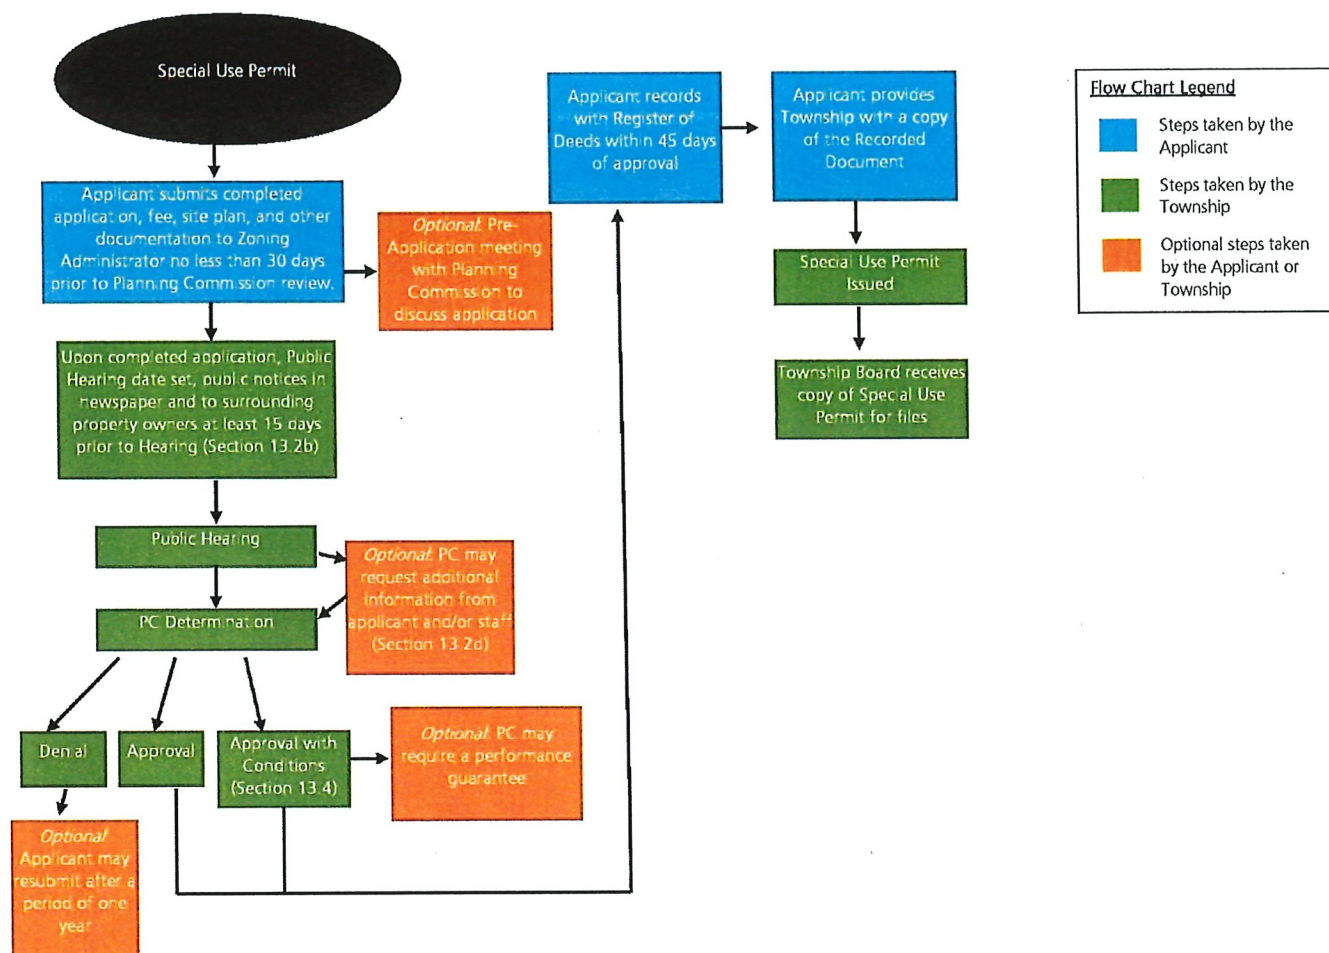 Special Use Permit
Applicant submits completed
application, fee, site plan, and other
documentation to Zoning
Administrator no less than 30 days
prior to Planning Commission review.
Optional: Pre-
Application meeting
with Planning
Commission to
discuss application
Upon completed application, Public
Hearing date set, public notices in
newspaper and to surrounding
property owners at least 15 days
prior to Hearing (Section 13.2b)
Public Hearing
Optional: PC may
request additional
information from
applicant and/or staff
(Section 13.2d)
PC Determination
Denial
Approval
Approval with
Conditions
(Section 13.4)
Optional: PC may
require a performance
guarantee
Optional:
Applicant may
resubmit after a
period of one
year
Applicant records
with Register of
Deeds within 45 days
of approval
Applicant provides
Township with a copy
of the Recorded
Document
Special Use Permit
Issued
Township Board receives
copy of Special Use
Permit for files
Flow Chart Legend
Steps taken by the
Applicant
Steps taken by the
Township
Optional steps taken
by the Applicant or
Township